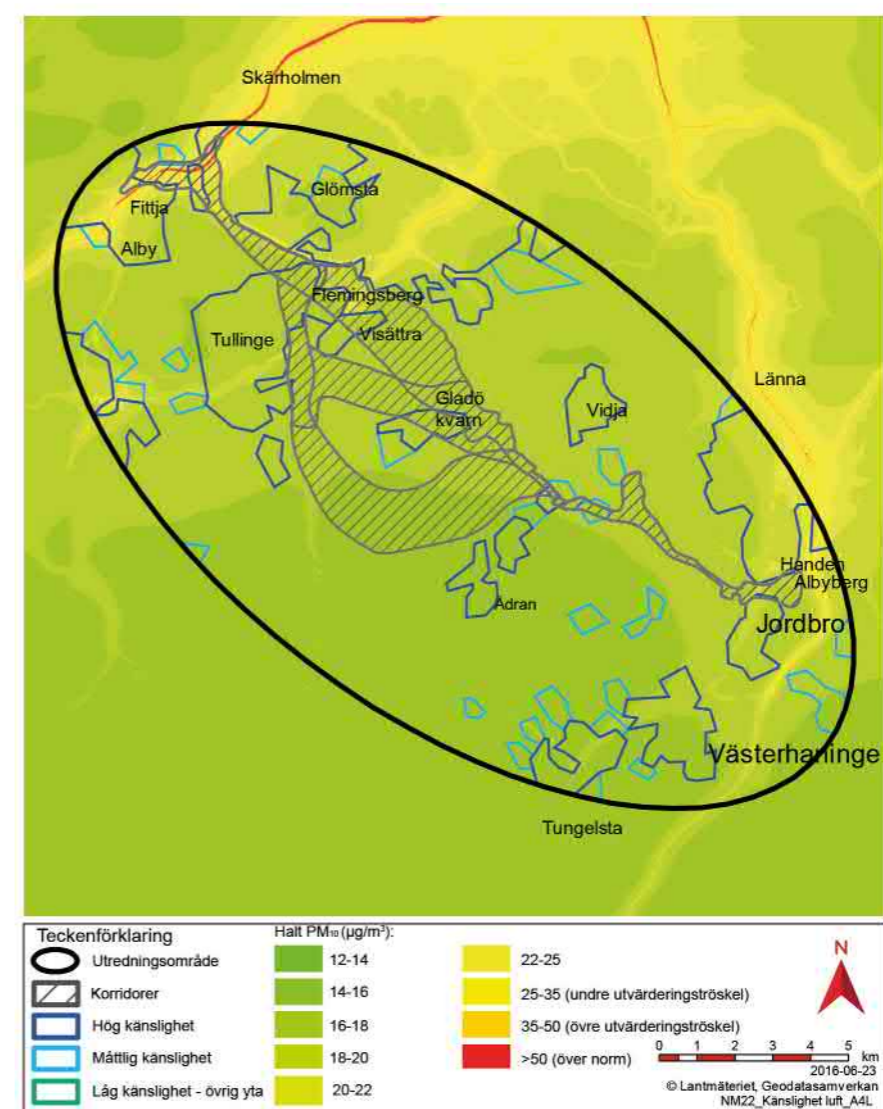 Skärholmen
Glömsta
Fittja
Alby
Flemingsberg
Tullinge
Visättra
Länna
Gladö
kvarn
Vidja
Handen
Albyberg
Ådran
Jordbro
Västerhaninge
Tungelsta
Teckenförklaring
Utredningsområde
Korridorer
Hög känslighet
Måttlig känslighet
Låg känslighet - övrig yta
Halt PM₁₀ (µg/m³):
12-14
14-16
16-18
18-20
20-22
22-25
25-35 (undre utvärderingströskel)
35-50 (övre utvärderingströskel)
>50 (över norm)
N
0 1 2 3 4 5
km
2016-06-23
© Lantmäteriet, Geodatasamverkan
NM22_Känslighet luft_A4L